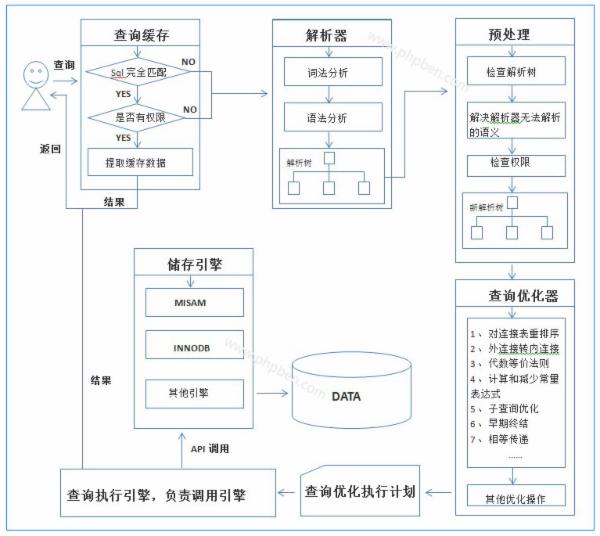 查询缓存
查询
Sql 完全匹配
NO
YES
是否有权限
NO
YES
提取缓存数据
返回
结果
解析器
词法分析
语法分析
解析树
www.phpben.com
预处理
检查解析树
解决解析器无法解析
的语义
检查权限
新解析树
查询优化器
1、 对连接表重排序
2、 外连接转内连接
3、 代数等价法则
4、 计算和减少常量
表达式
5、 子查询优化
6、 早期终结
7、 相等传递
......
其他优化操作
储存引擎
MISAM
INNODB
其他引擎
www.phpben.com
DATA
结果
API 调用
查询执行引擎，负责调用引擎
查询优化执行计划